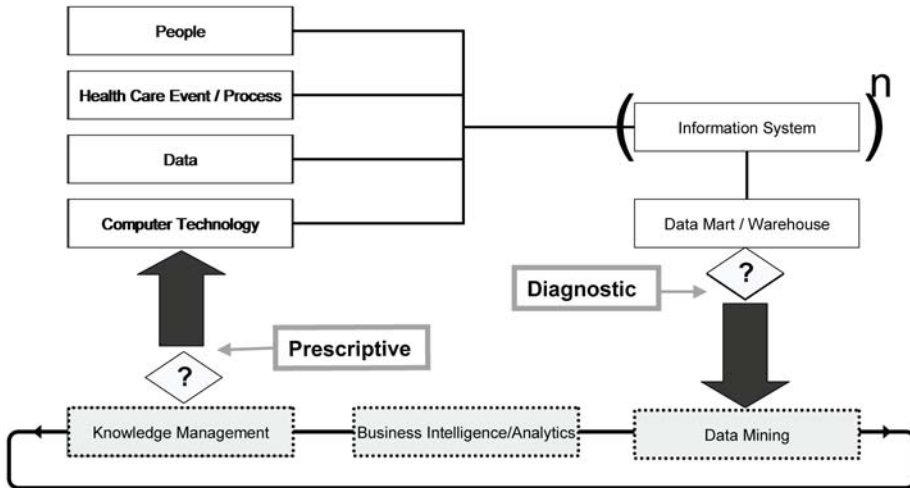 People
Health Care Event / Process
Data
Computer Technology
( Information System )n
Data Mart / Warehouse
?
Diagnostic
Prescriptive
?
Knowledge Management
Business Intelligence/Analytics
Data Mining